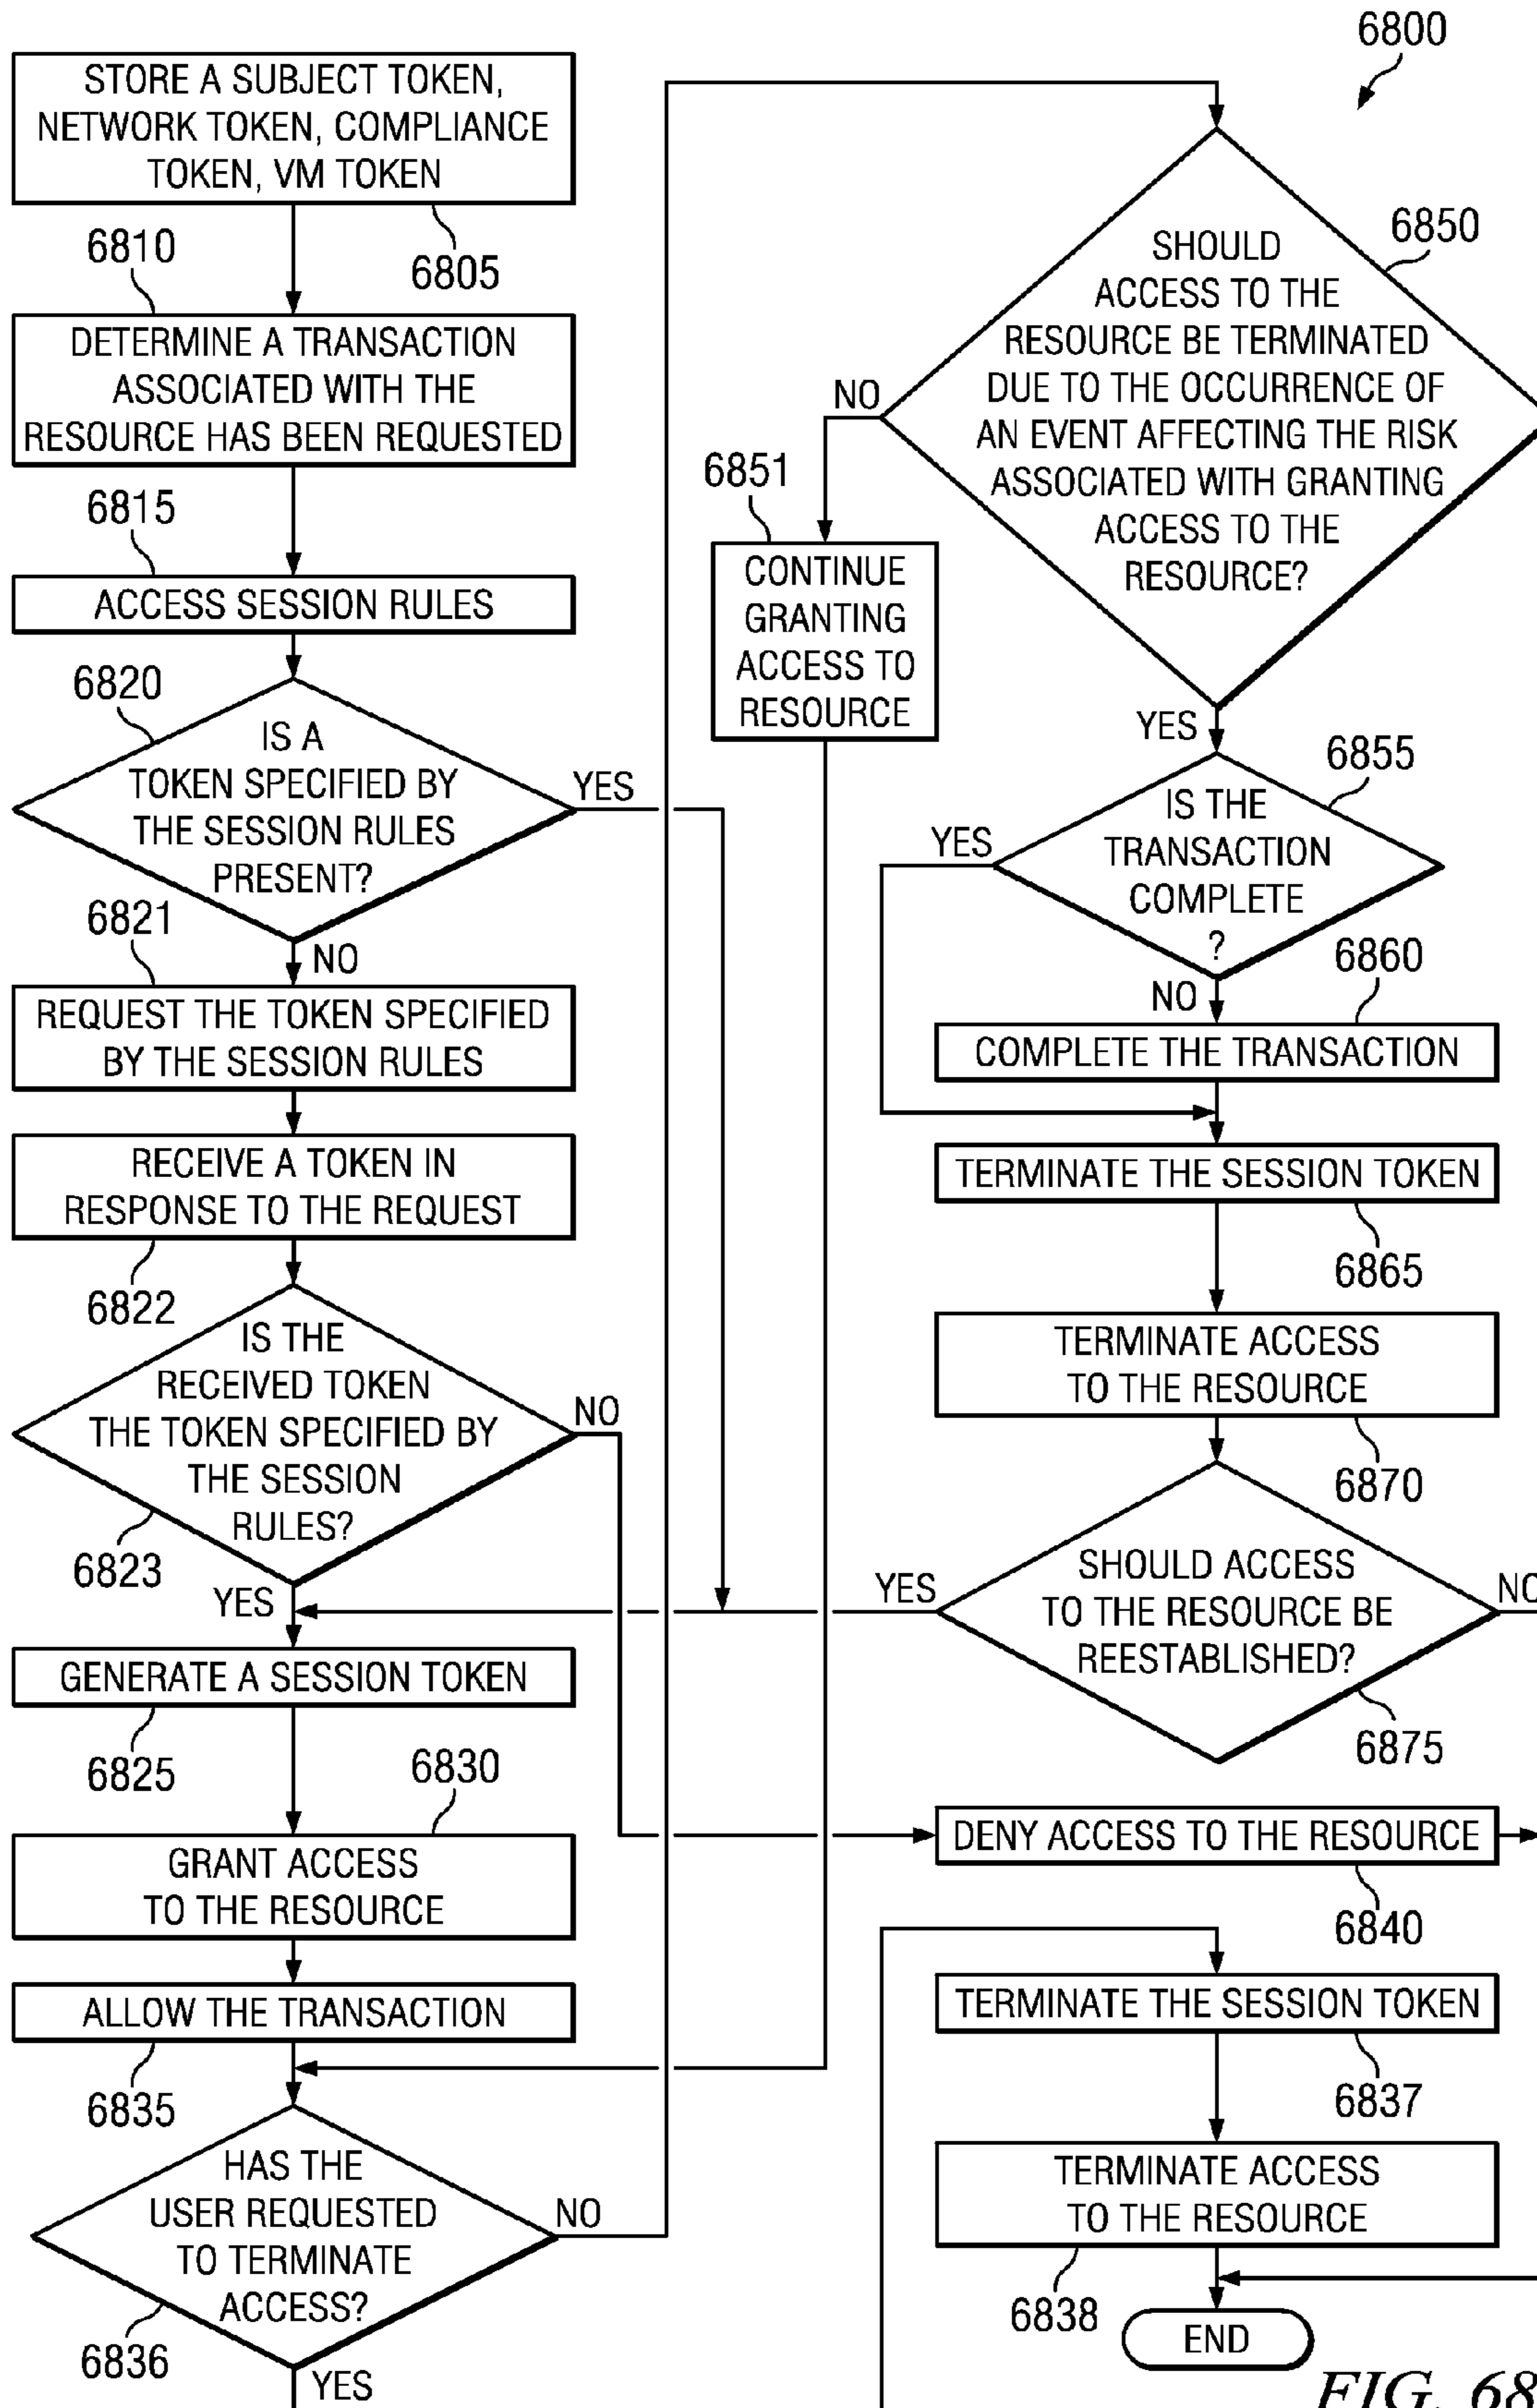 6800
STORE A SUBJECT TOKEN,
NETWORK TOKEN, COMPLIANCE
TOKEN, VM TOKEN
6805
6810
DETERMINE A TRANSACTION
ASSOCIATED WITH THE
RESOURCE HAS BEEN REQUESTED
6815
ACCESS SESSION RULES
6820
IS A
TOKEN SPECIFIED BY
THE SESSION RULES
PRESENT?
YES
NO
6821
REQUEST THE TOKEN SPECIFIED
BY THE SESSION RULES
RECEIVE A TOKEN IN
RESPONSE TO THE REQUEST
6822
IS THE
RECEIVED TOKEN
THE TOKEN SPECIFIED BY
THE SESSION
RULES?
NO
6823
YES
GENERATE A SESSION TOKEN
6825
6830
GRANT ACCESS
TO THE RESOURCE
ALLOW THE TRANSACTION
6835
HAS THE
USER REQUESTED
TO TERMINATE
ACCESS?
NO
6836
YES
6850
SHOULD
ACCESS TO THE
RESOURCE BE TERMINATED
DUE TO THE OCCURRENCE OF
AN EVENT AFFECTING THE RISK
ASSOCIATED WITH GRANTING
ACCESS TO THE
RESOURCE?
NO
6851
CONTINUE
GRANTING
ACCESS TO
RESOURCE
YES
6855
IS THE
TRANSACTION
COMPLETE
?
YES
NO
6860
COMPLETE THE TRANSACTION
TERMINATE THE SESSION TOKEN
6865
TERMINATE ACCESS
TO THE RESOURCE
6870
SHOULD ACCESS
TO THE RESOURCE BE
REESTABLISHED?
YES
NO
6875
DENY ACCESS TO THE RESOURCE
6840
TERMINATE THE SESSION TOKEN
6837
TERMINATE ACCESS
TO THE RESOURCE
6838
END
FIG. 68